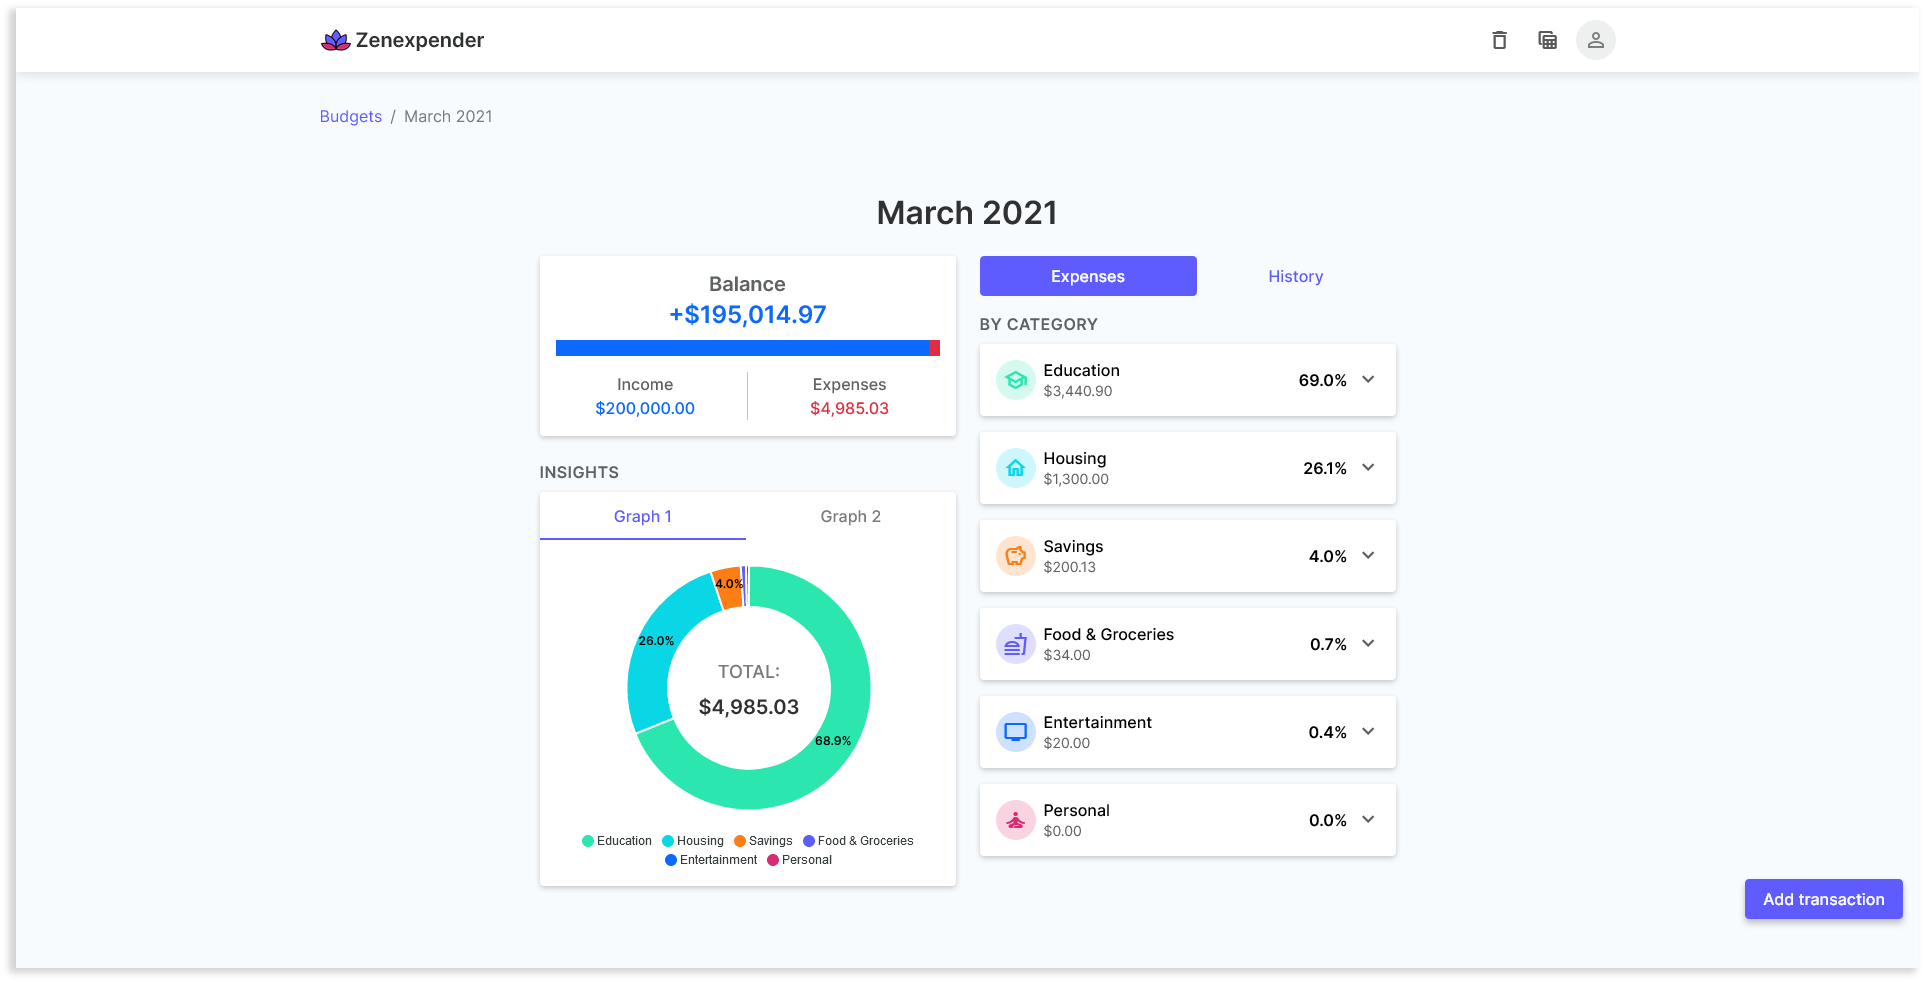 Zenexpender
Budgets / March 2021
March 2021
Balance
+$195,014.97
Income
$200,000.00
Expenses
$4,985.03
INSIGHTS
Graph 1
Graph 2
4.0%
26.0%
TOTAL:
$4,985.03
68.9%
Education Housing Savings Food & Groceries
Entertainment Personal
Expenses
History
BY CATEGORY
Education
$3,440.90
69.0%
Housing
$1,300.00
26.1%
Savings
$200.13
4.0%
Food & Groceries
$34.00
0.7%
Entertainment
$20.00
0.4%
Personal
$0.00
0.0%
Add transaction